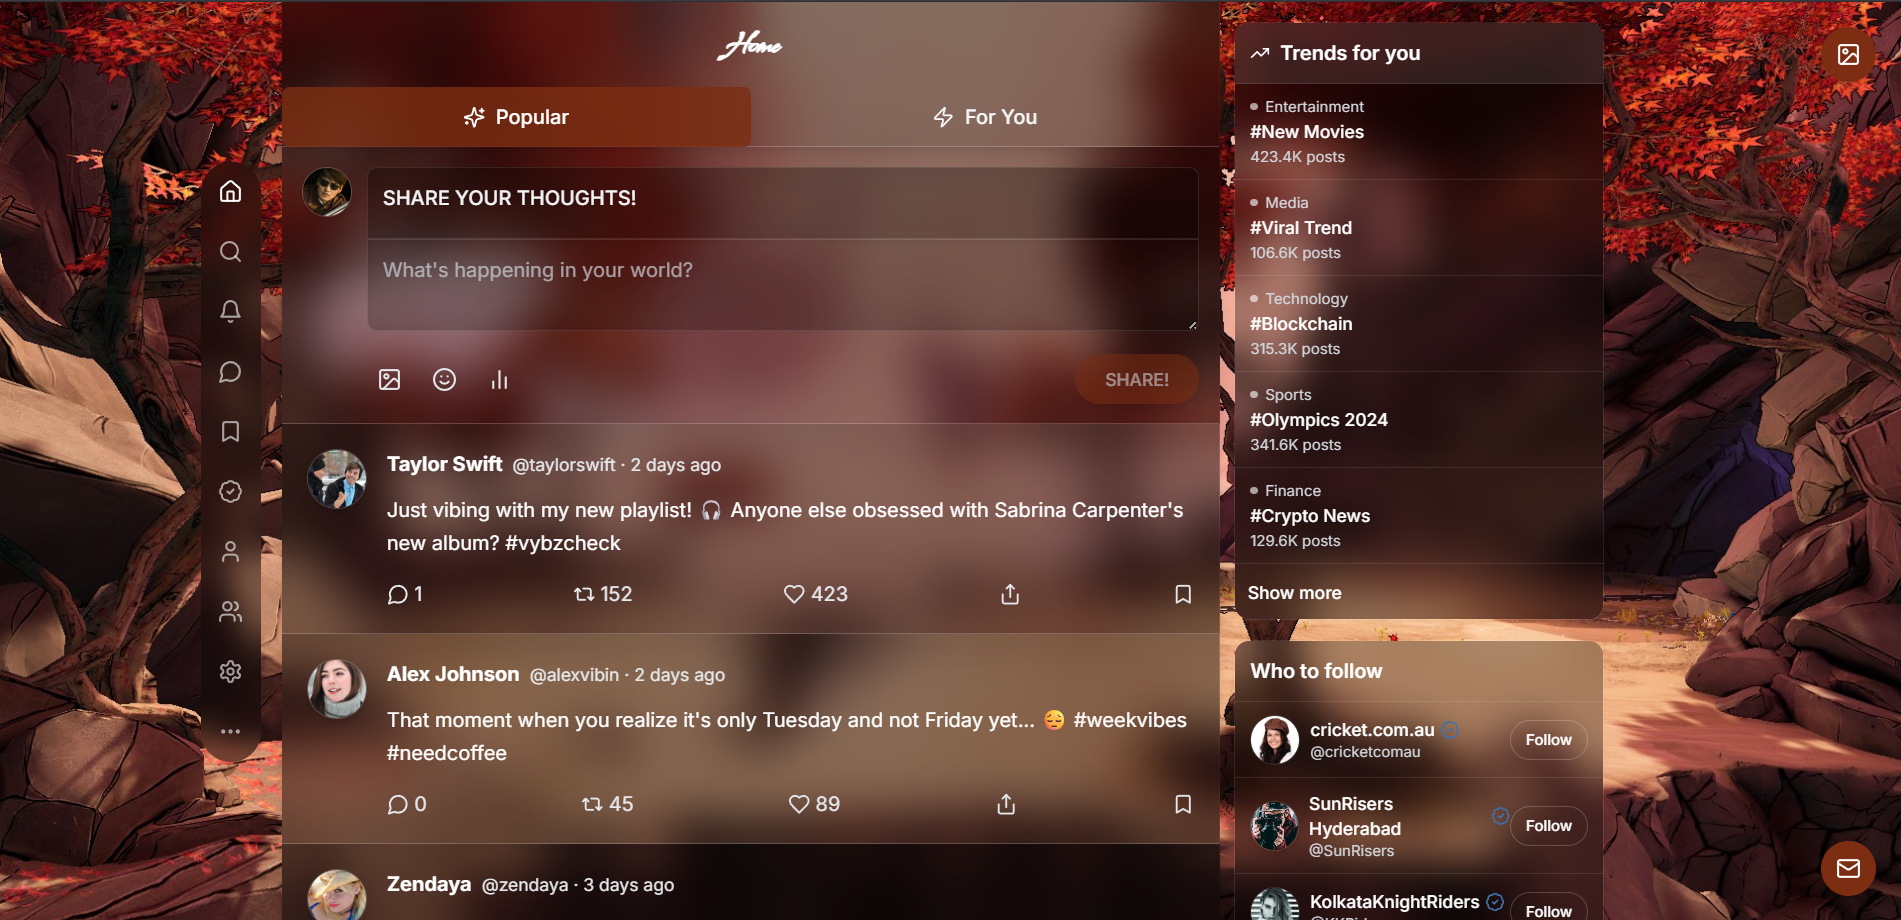 Home
Popular
For You
SHARE YOUR THOUGHTS!
What's happening in your world?
SHARE!
Taylor Swift @taylorswift · 2 days ago
Just vibing with my new playlist! 🎧 Anyone else obsessed with Sabrina Carpenter's
new album? #vybzcheck
1 152 423
Alex Johnson @alexvibin · 2 days ago
That moment when you realize it's only Tuesday and not Friday yet... 😔 #weekvibes
#needcoffee
0 45 89
Zendaya @zendaya · 3 days ago
Trends for you
Entertainment
#New Movies
423.4K posts
Media
#Viral Trend
106.6K posts
Technology
#Blockchain
315.3K posts
Sports
#Olympics 2024
341.6K posts
Finance
#Crypto News
129.6K posts
Show more
Who to follow
cricket.com.au
@cricketcomau
Follow
SunRisers
Hyderabad
@SunRisers
Follow
KolkataKnightRiders
Follow